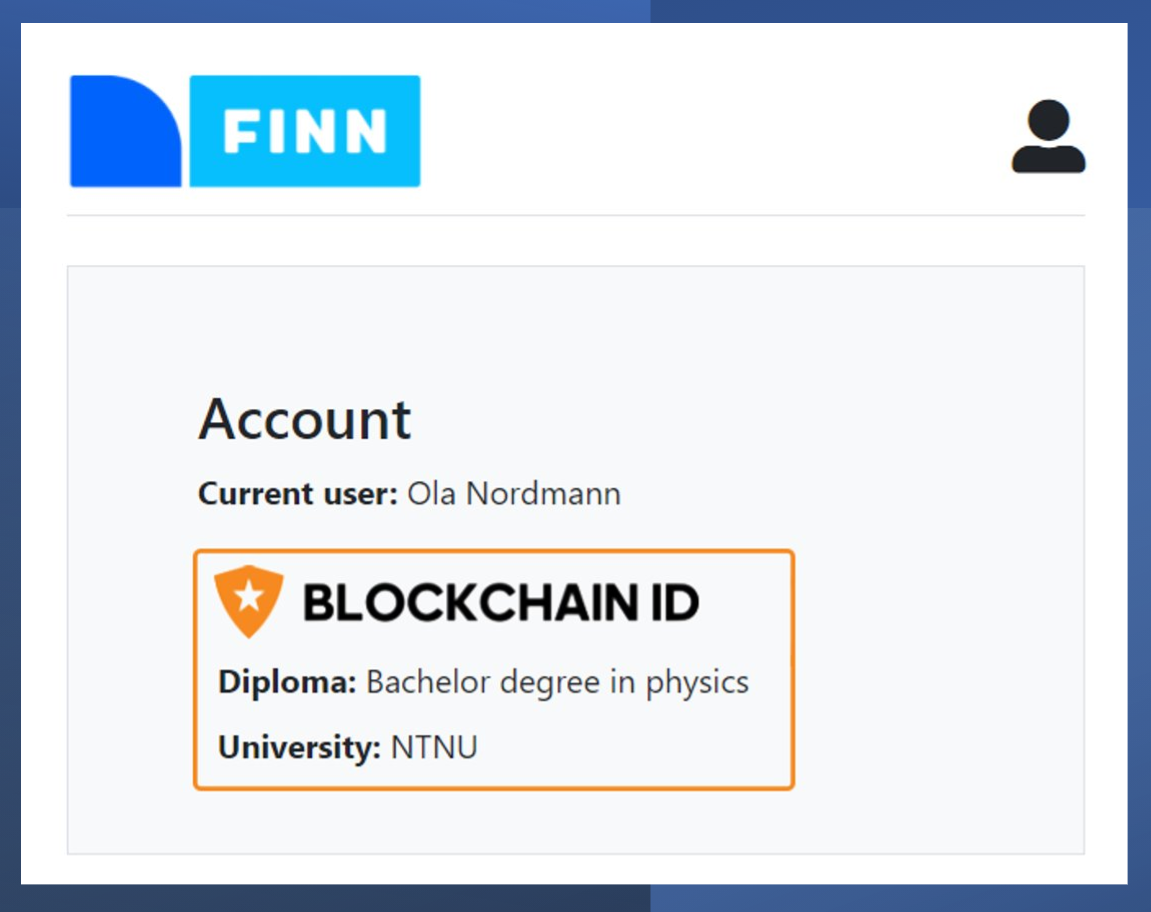 FINN
Account
Current user: Ola Nordmann
BLOCKCHAIN ID
Diploma: Bachelor degree in physics
University: NTNU